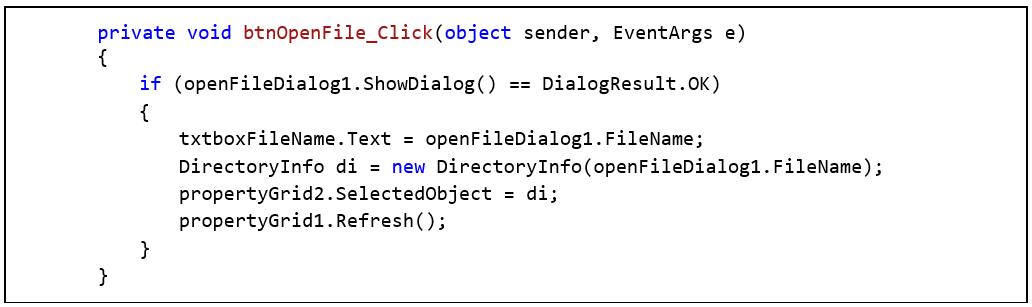 private void btnOpenFile_Click(object sender, EventArgs e)
{
if (openFileDialog1.ShowDialog() == DialogResult.OK)
{
txtboxFileName.Text = openFileDialog1.FileName;
DirectoryInfo di = new DirectoryInfo(openFileDialog1.FileName);
propertyGrid2.SelectedObject = di;
propertyGrid1.Refresh();
}
}